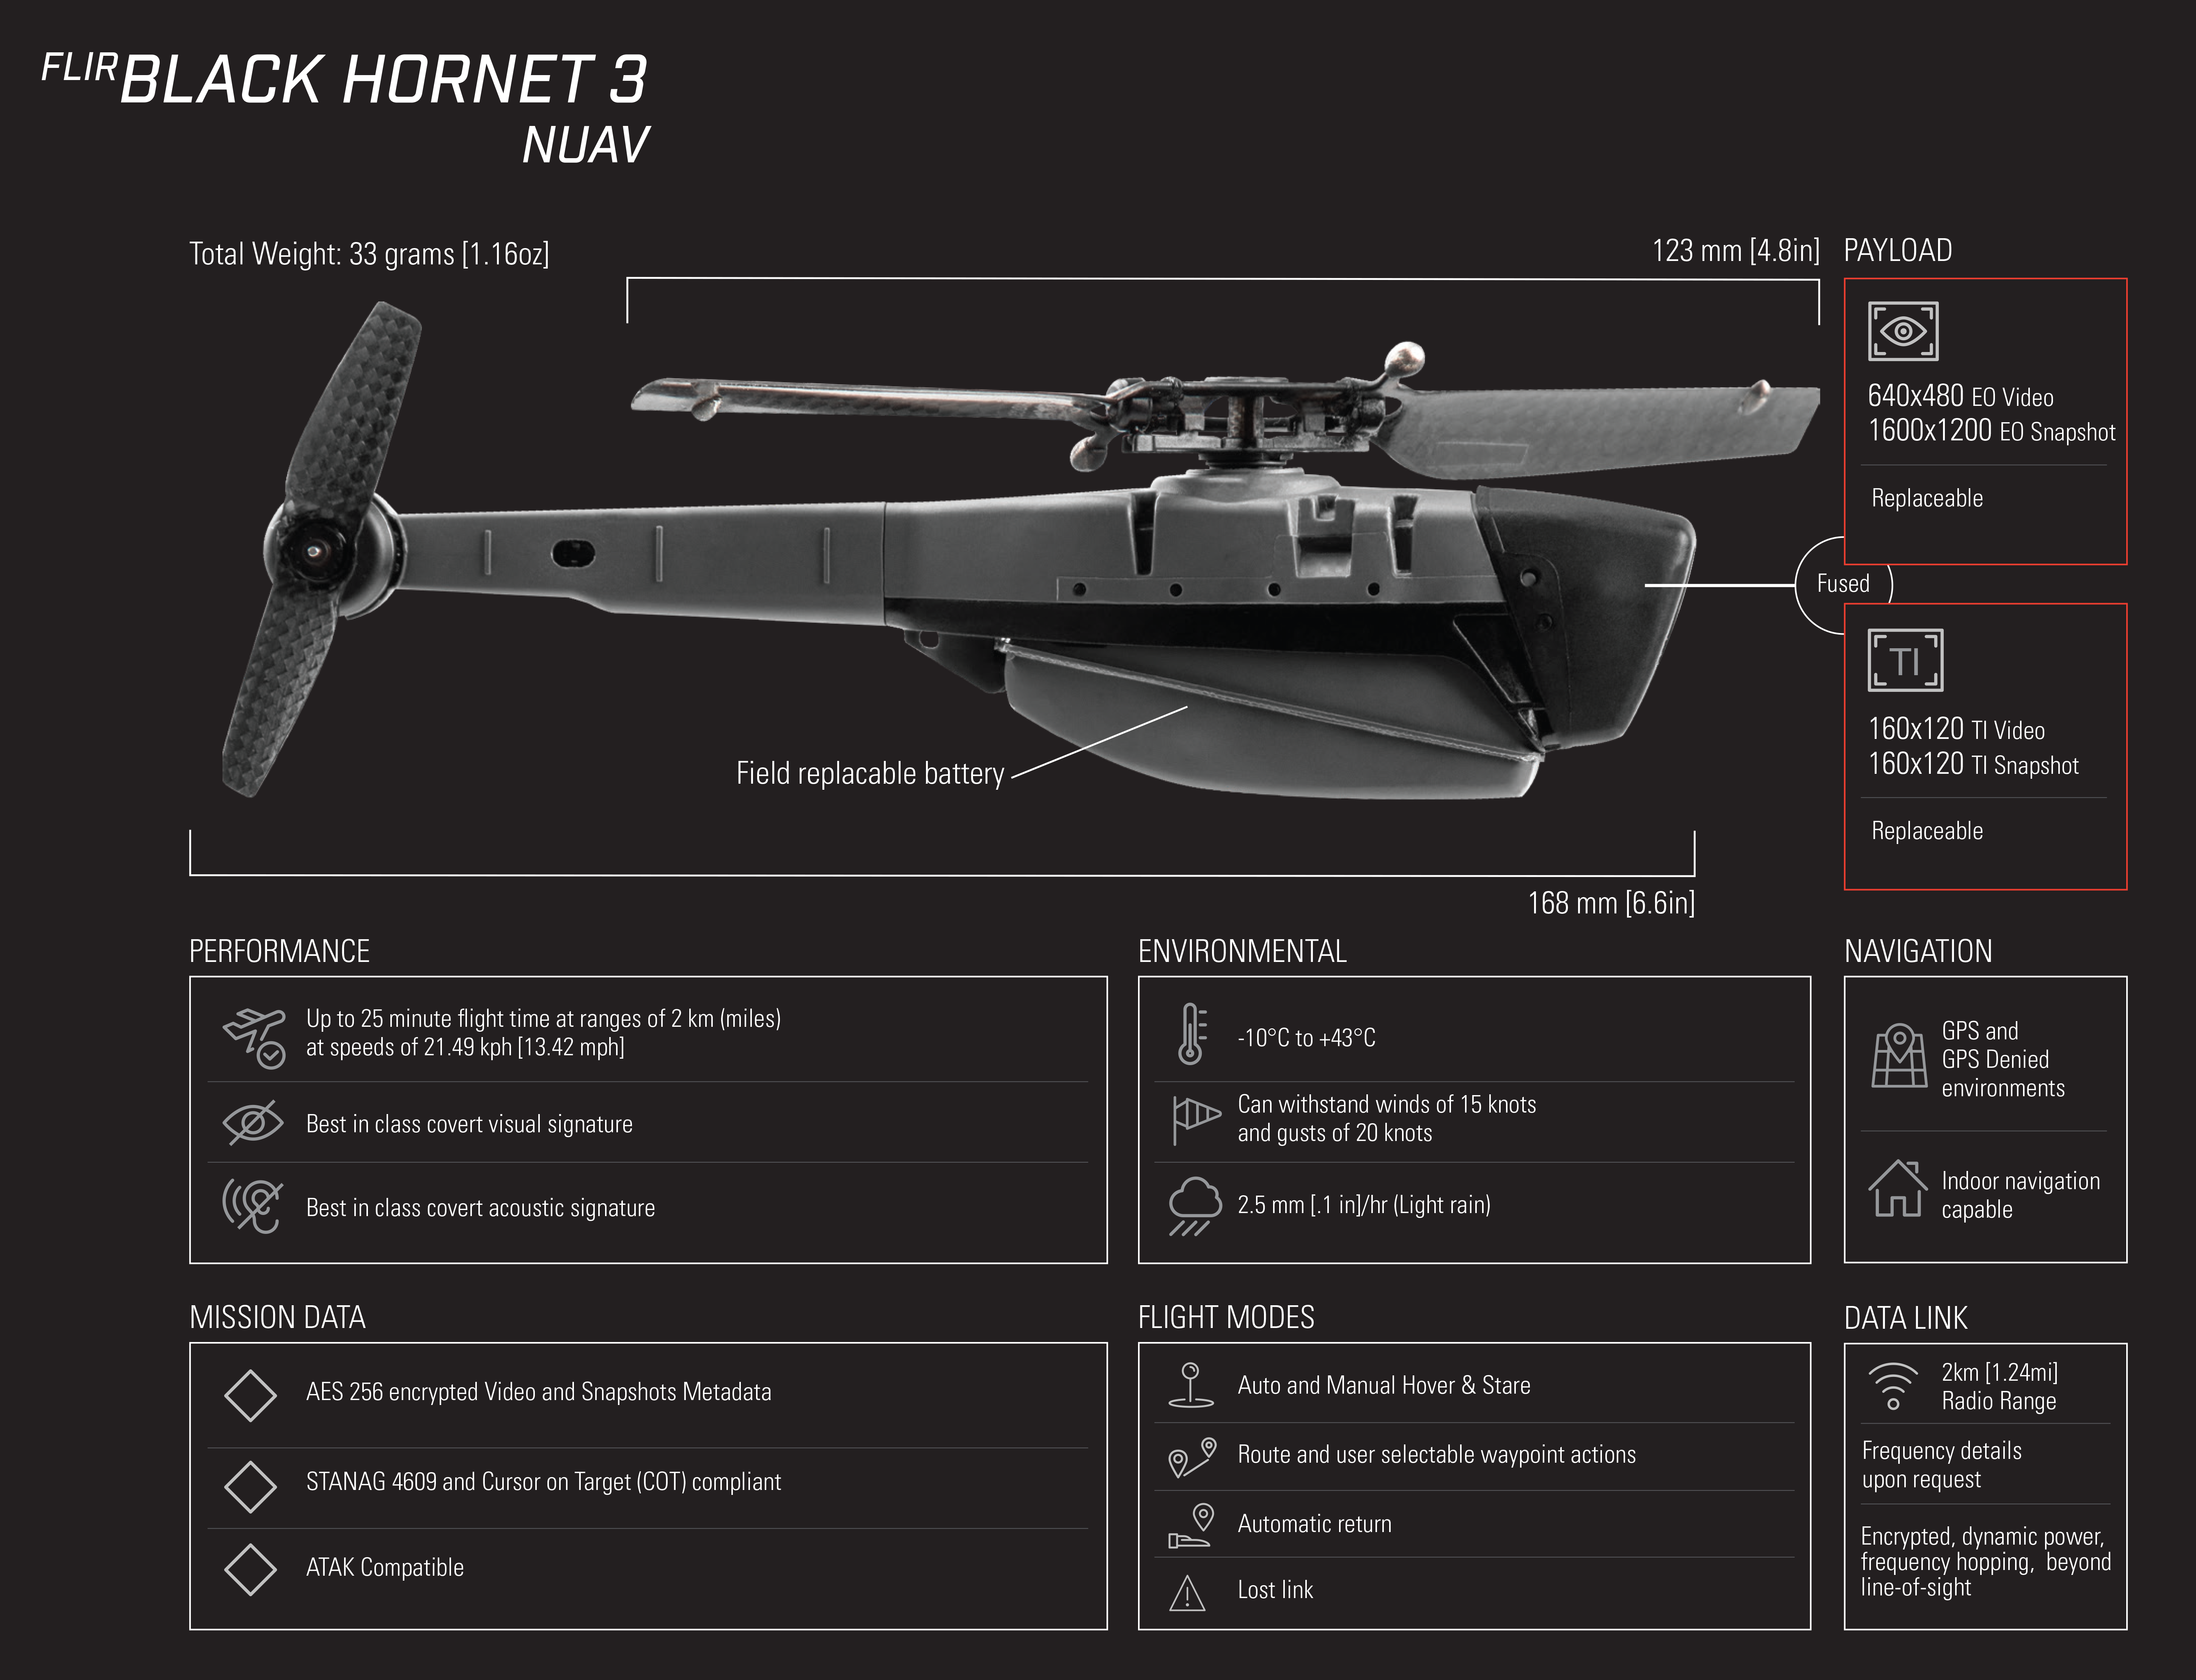 FLIR BLACK HORNET 3
NUAV
Total Weight: 33 grams [1.16oz]
123 mm [4.8in]
PAYLOAD
640x480 EO Video
1600x1200 EO Snapshot
Replaceable
Fused
TI
160x120 TI Video
160x120 TI Snapshot
Replaceable
Field replacable battery
168 mm [6.6in]
PERFORMANCE
Up to 25 minute flight time at ranges of 2 km (miles)
at speeds of 21.49 kph [13.42 mph]
Best in class covert visual signature
Best in class covert acoustic signature
ENVIRONMENTAL
-10°C to +43°C
Can withstand winds of 15 knots
and gusts of 20 knots
2.5 mm [.1 in]/hr (Light rain)
NAVIGATION
GPS and
GPS Denied
environments
Indoor navigation
capable
MISSION DATA
AES 256 encrypted Video and Snapshots Metadata
STANAG 4609 and Cursor on Target (COT) compliant
ATAK Compatible
FLIGHT MODES
Auto and Manual Hover & Stare
Route and user selectable waypoint actions
Automatic return
Lost link
DATA LINK
2km [1.24mi]
Radio Range
Frequency details
upon request
Encrypted, dynamic power,
frequency hopping, beyond
line-of-sight